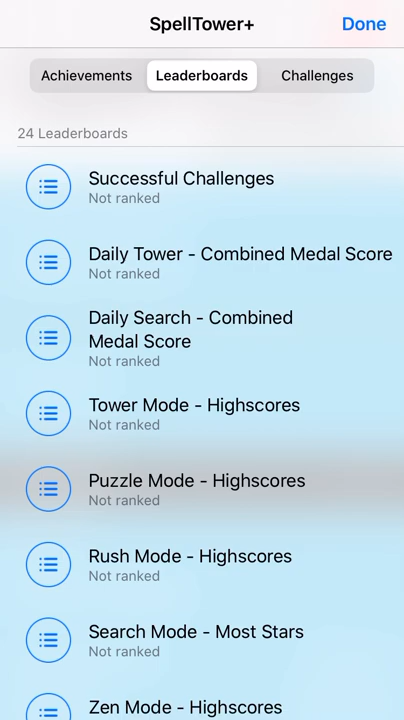 SpellTower+
Done
Achievements
Leaderboards
Challenges
24 Leaderboards
Successful Challenges
Not ranked
Daily Tower - Combined Medal Score
Not ranked
Daily Search - Combined
Medal Score
Not ranked
Tower Mode - Highscores
Not ranked
Puzzle Mode - Highscores
Not ranked
Rush Mode - Highscores
Not ranked
Search Mode - Most Stars
Not ranked
Zen Mode - Highscores